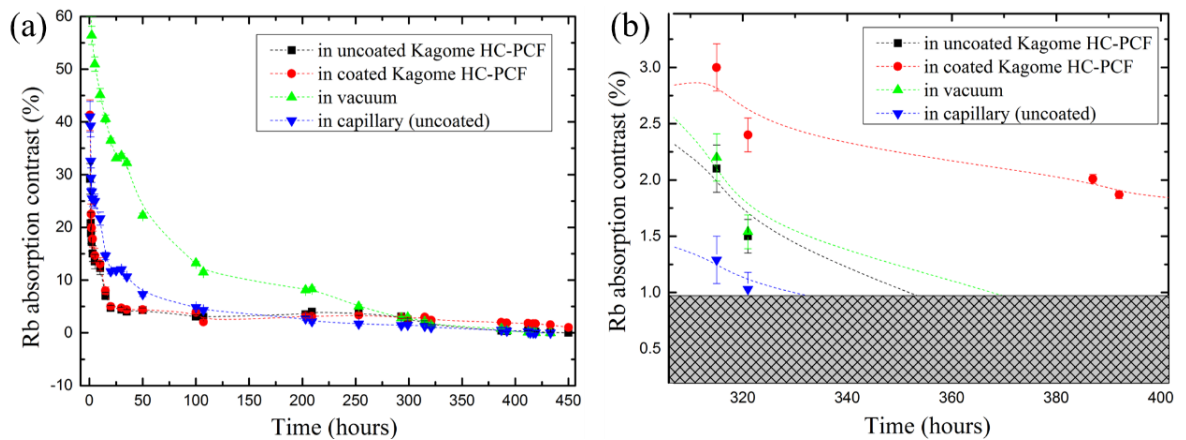 (a)
60
50
40
30
20
10
0
-10
Rb absorption contrast (%)
in uncoated Kagome HC-PCF
in coated Kagome HC-PCF
in vacuum
in capillary (uncoated)
0 50 100 150 200 250 300 350 400 450
Time (hours)
(b)
3.0
2.5
2.0
1.5
1.0
0.5
Rb absorption contrast (%)
in uncoated Kagome HC-PCF
in coated Kagome HC-PCF
in vacuum
in capillary (uncoated)
320 340 360 380 400
Time (hours)